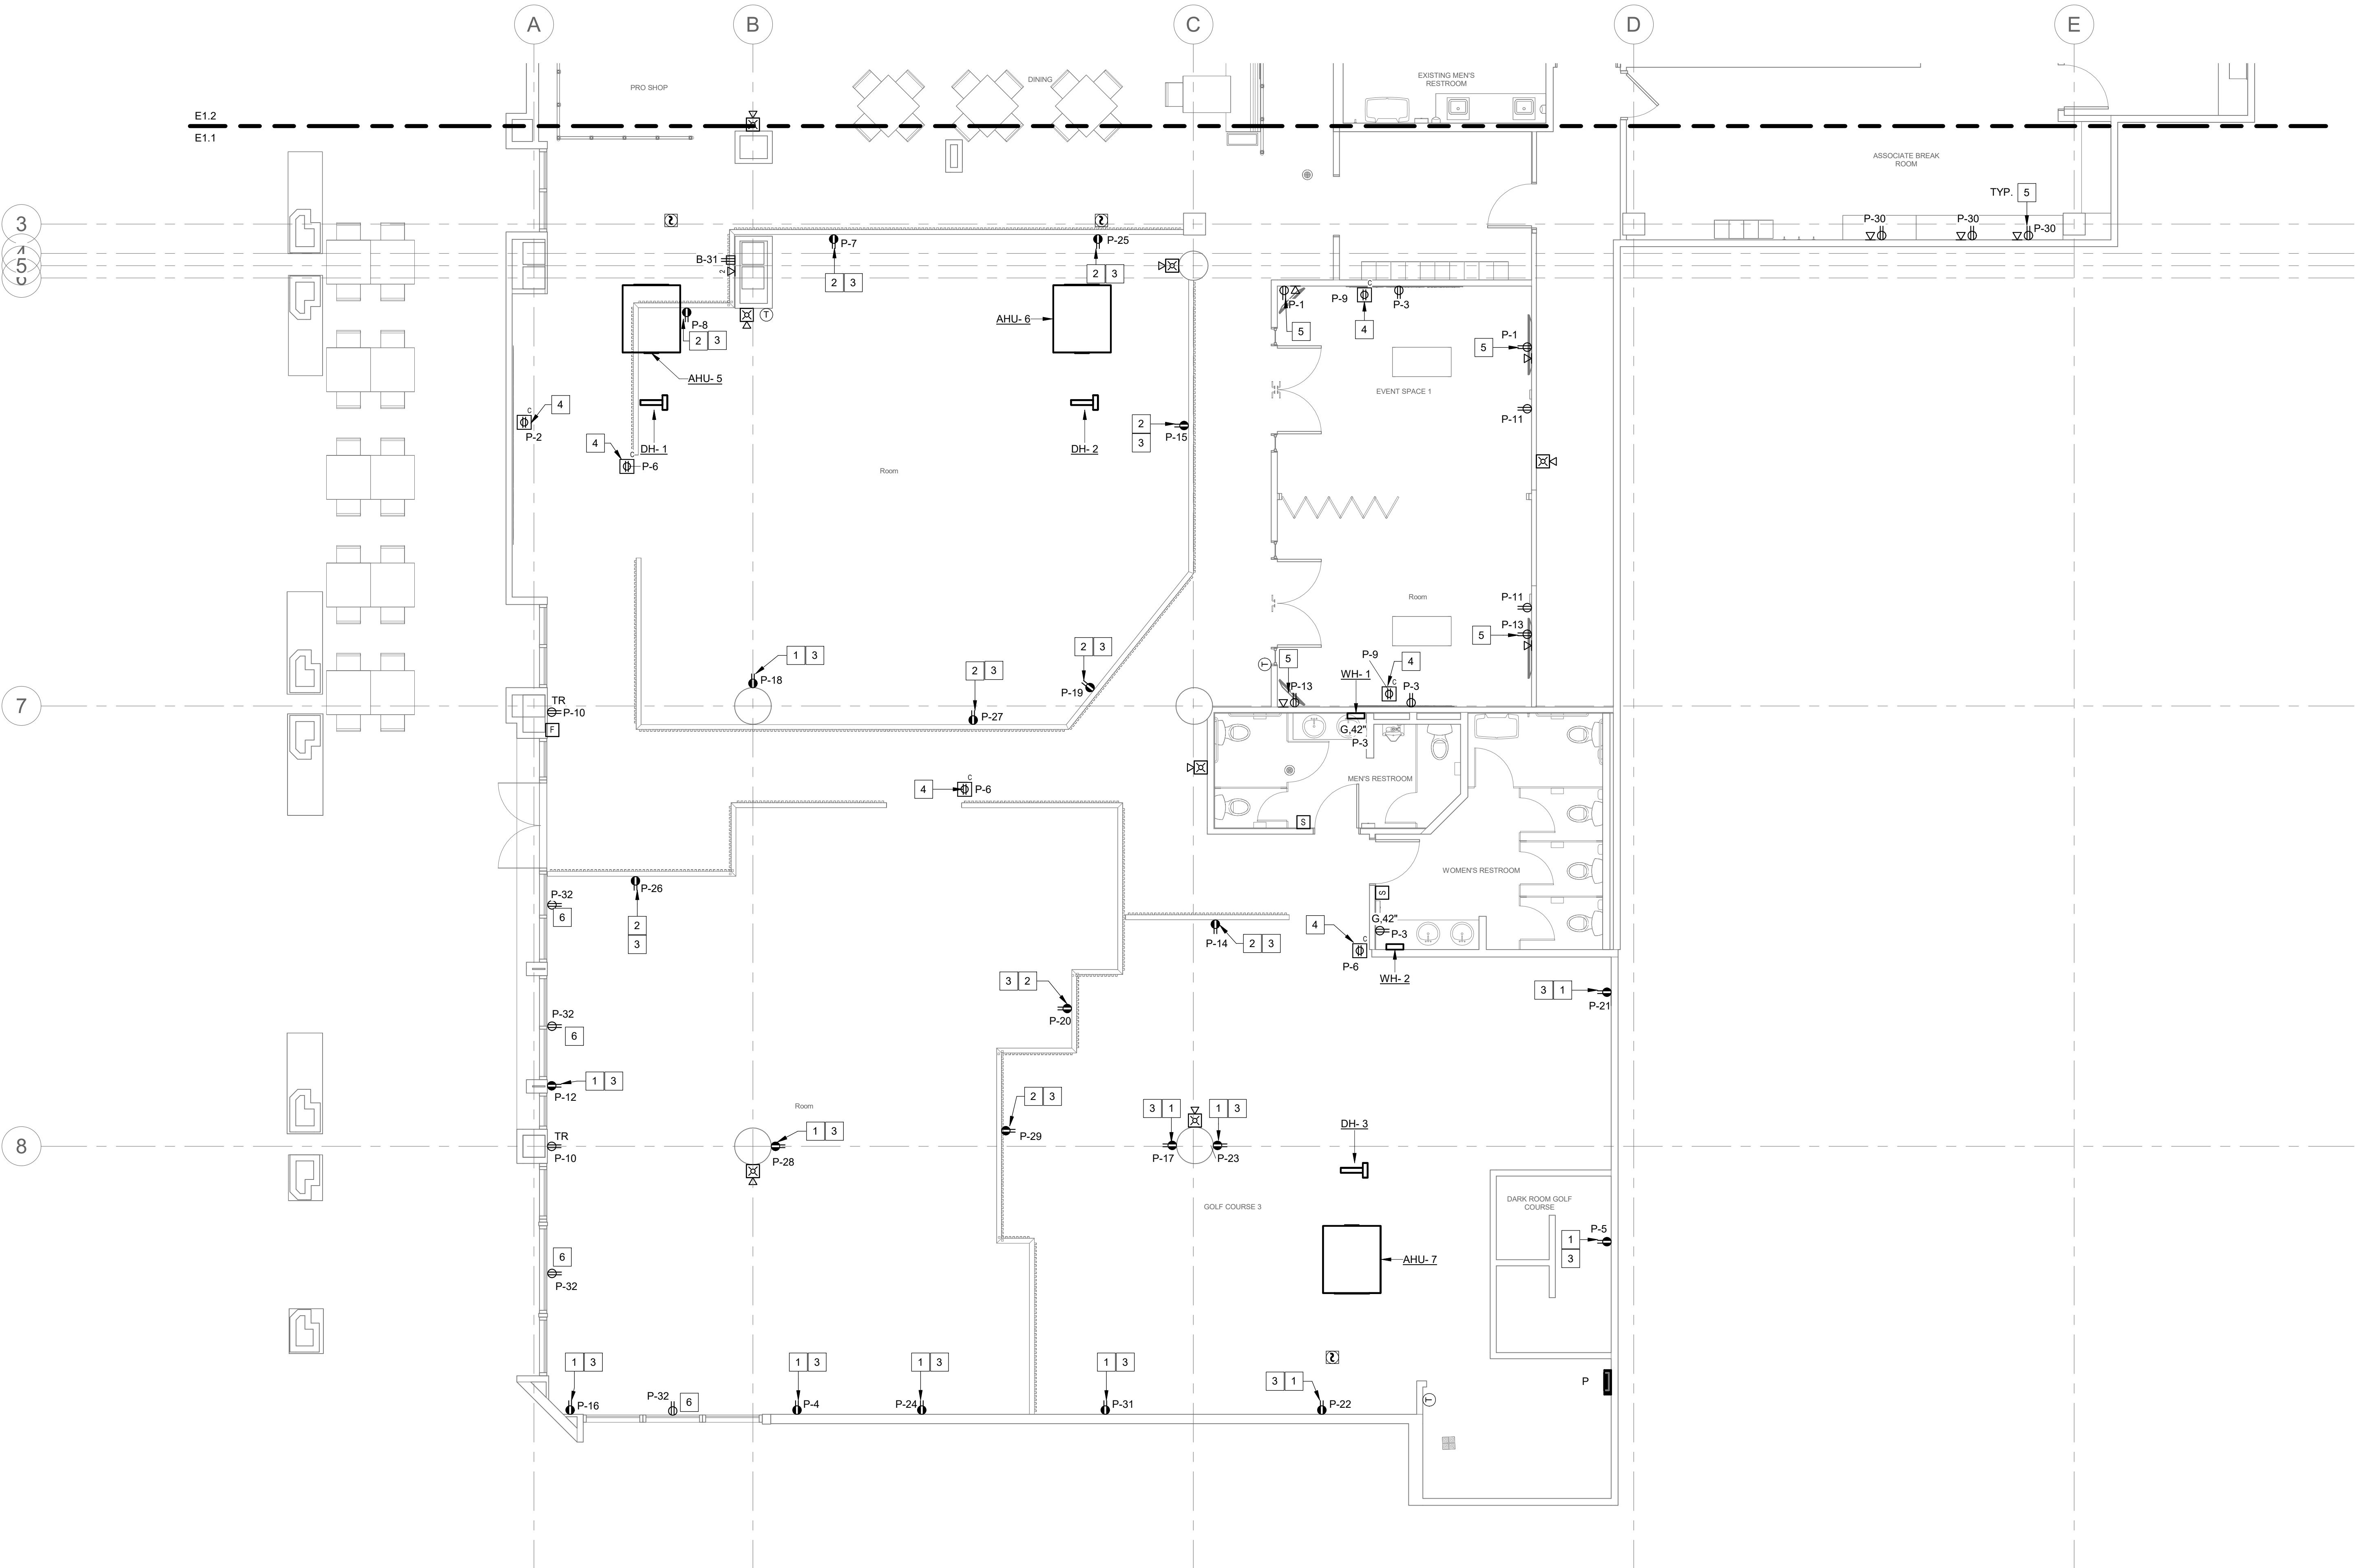 A
B
C
D
E
PRO SHOP
DINING
EXISTING MEN'S
RESTROOM
E1.2
E1.1
ASSOCIATE BREAK
ROOM
TYP. 5
3
4
5
6
P-30
P-30
P-30
P-7
2 3
P-25
2 3
B-31
2
P-8
2 3
T
AHU- 5
AHU- 6
P-1
5
P-9
C
4
P-3
P-1
5
EVENT SPACE 1
P-11
C
4
P-2
4
C
P-6
DH- 1
DH- 2
2
3
P-15
Room
Room
P-11
P-13
5
1 3
P-18
2 3
P-27
2 3
P-19
T
5
P-13
WH- 1
P-9
4
C
P-3
7
TR
P-10
F
G,42"
P-3
MEN'S RESTROOM
S
4
C
P-6
WOMEN'S RESTROOM
S
G,42"
P-3
P-26
2
3
P-32
6
P-14
2 3
4
C
P-6
WH- 2
3 2
P-20
3 1
P-21
P-32
6
1 3
P-12
Room
2 3
P-29
3 1
P-17
1 3
P-23
DH- 3
8
TR
P-10
1 3
P-28
GOLF COURSE 3
DARK ROOM GOLF
COURSE
P-5
1
3
AHU- 7
6
P-32
1 3
P-16
P-32
6
1 3
P-4
1 3
P-24
1 3
P-31
3 1
P-22
T
P